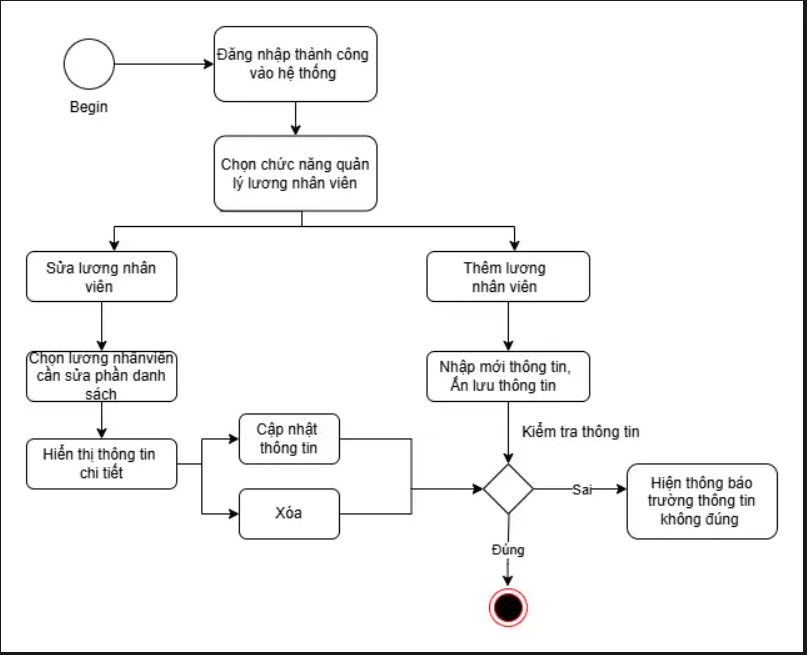 Đăng nhập thành công
vào hệ thống
Begin
Chọn chức năng quản
lý lương nhân viên
Sửa lương nhân
viên
Thêm lương
nhân viên
Chọn lương nhânviên
cần sửa phần danh
sách
Nhập mới thông tin,
Ấn lưu thông tin
Hiển thị thông tin
chi tiết
Cập nhật
thông tin
Xóa
Kiểm tra thông tin
Sai
Hiện thông báo
trường thông tin
không đúng
Đúng